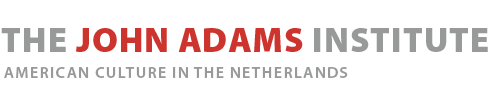 THE JOHN ADAMS INSTITUTE
AMERICAN CULTURE IN THE NETHERLANDS